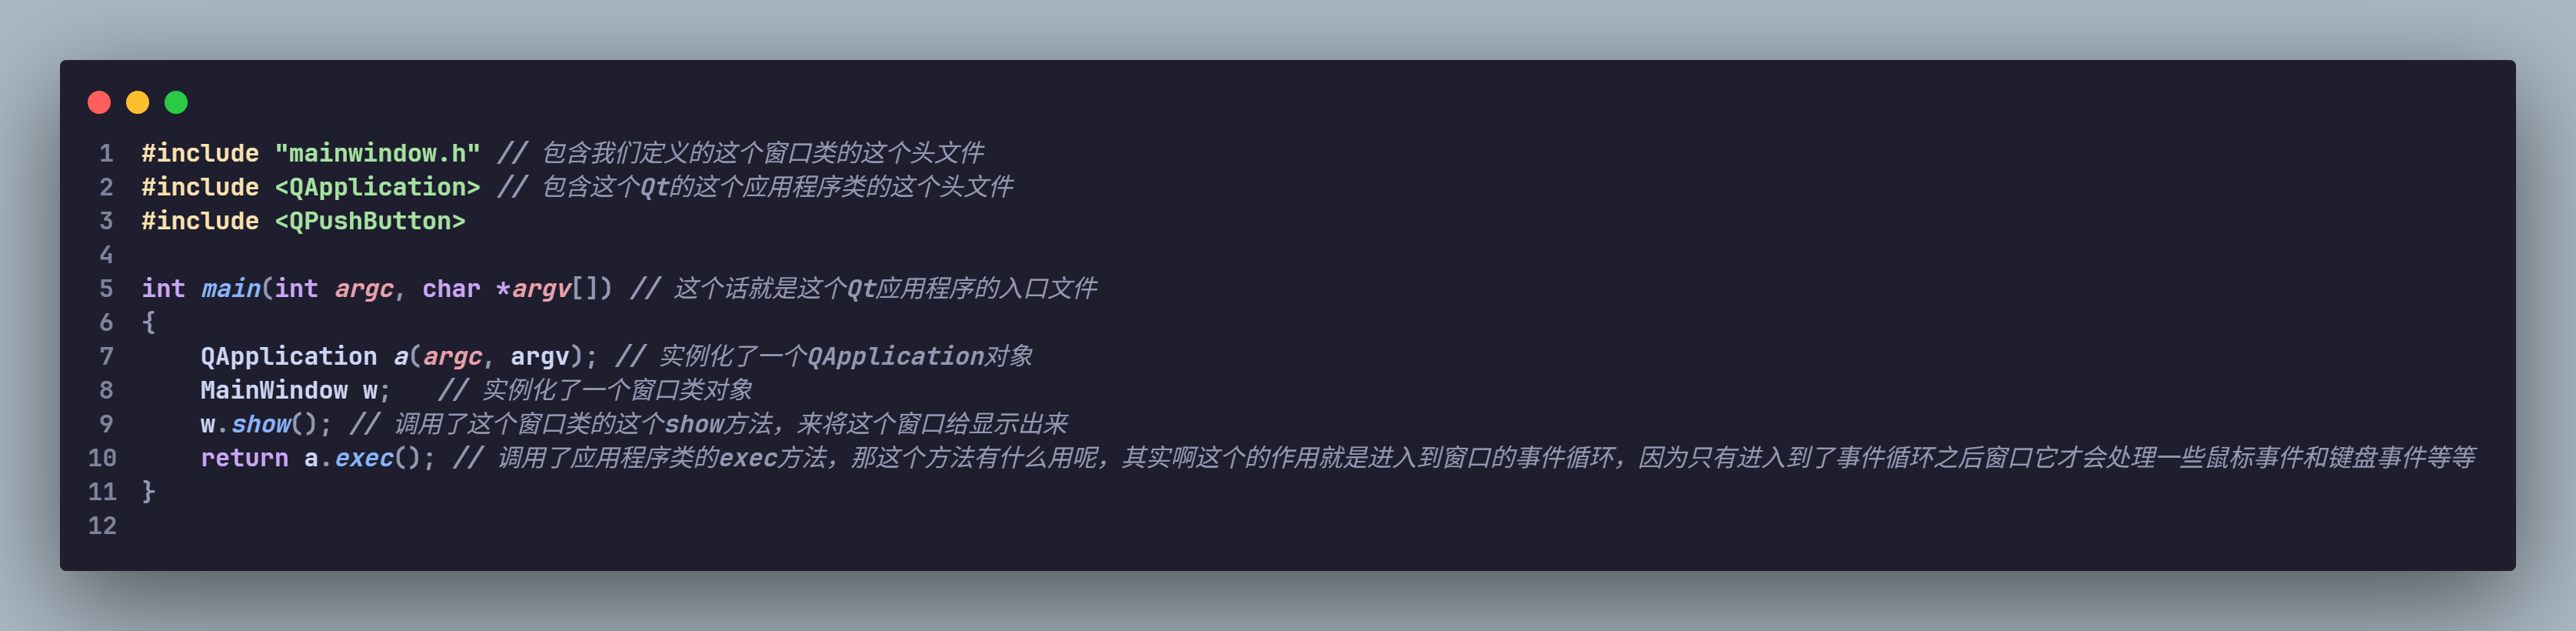 1 #include "mainwindow.h" // 包含我们定义的这个窗口类的这个头文件
2 #include <QApplication> // 包含这个Qt的这个应用程序类的这个头文件
3 #include <QPushButton>
4
5 int main(int argc, char *argv[]) // 这个话就是这个Qt应用程序的入口文件
6 {
7     QApplication a(argc, argv); // 实例化了一个QApplication对象
8     MainWindow w;   // 实例化了一个窗口类对象
9     w.show(); // 调用了这个窗口类的这个show方法，来将这个窗口给显示出来
10     return a.exec(); // 调用了应用程序类的exec方法，那这个方法有什么用呢，其实啊这个的作用就是进入到窗口的事件循环，因为只有进入到了事件循环之后窗口它才会处理一些鼠标事件和键盘事件等等
11 }
12